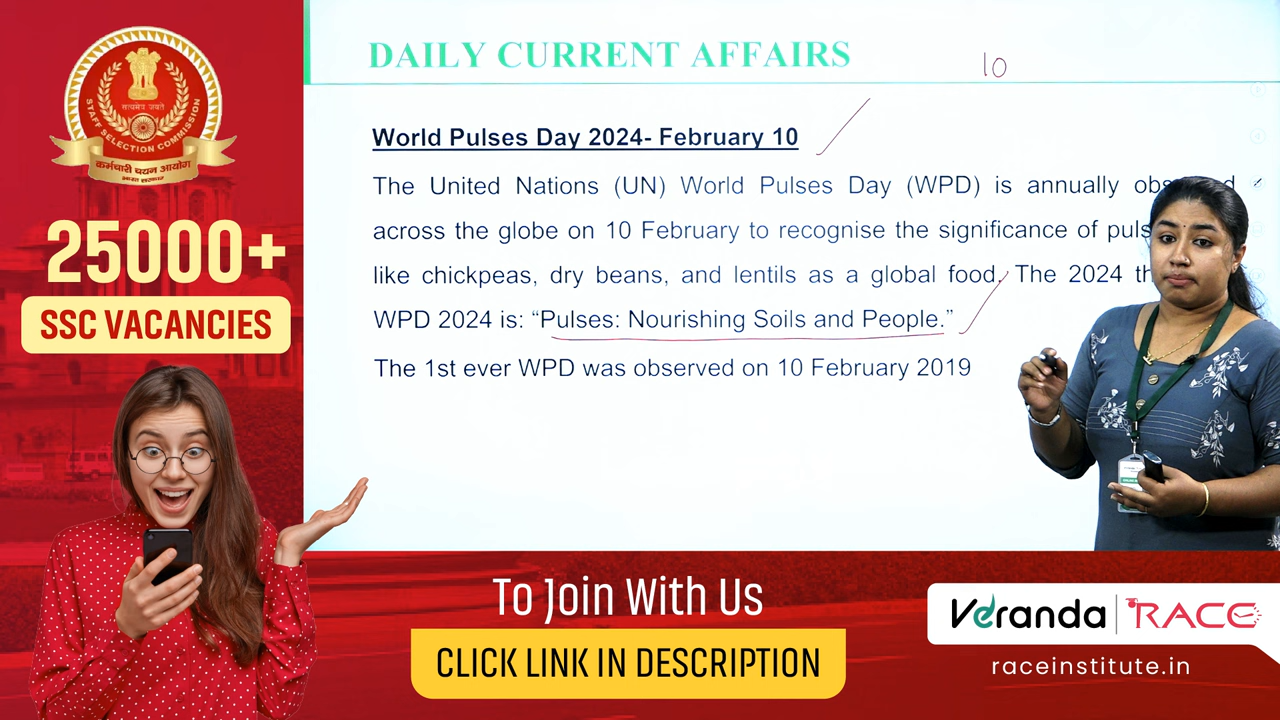 STAFF SELECTION COMMISSION
सत्यमेव जयते
कर्मचारी चयन आयोग
भारत सरकार
25000+
SSC VACANCIES
DAILY CURRENT AFFAIRS
10
World Pulses Day 2024- February 10
The United Nations (UN) World Pulses Day (WPD) is annually
across the globe on 10 February to recognise the significance of
like chickpeas, dry beans, and lentils as a global food. The 2024
WPD 2024 is: “Pulses: Nourishing Soils and People.”
The 1st ever WPD was observed on 10 February 2019
To Join With Us
CLICK LINK IN DESCRIPTION
Veranda | RACE
raceinstitute.in